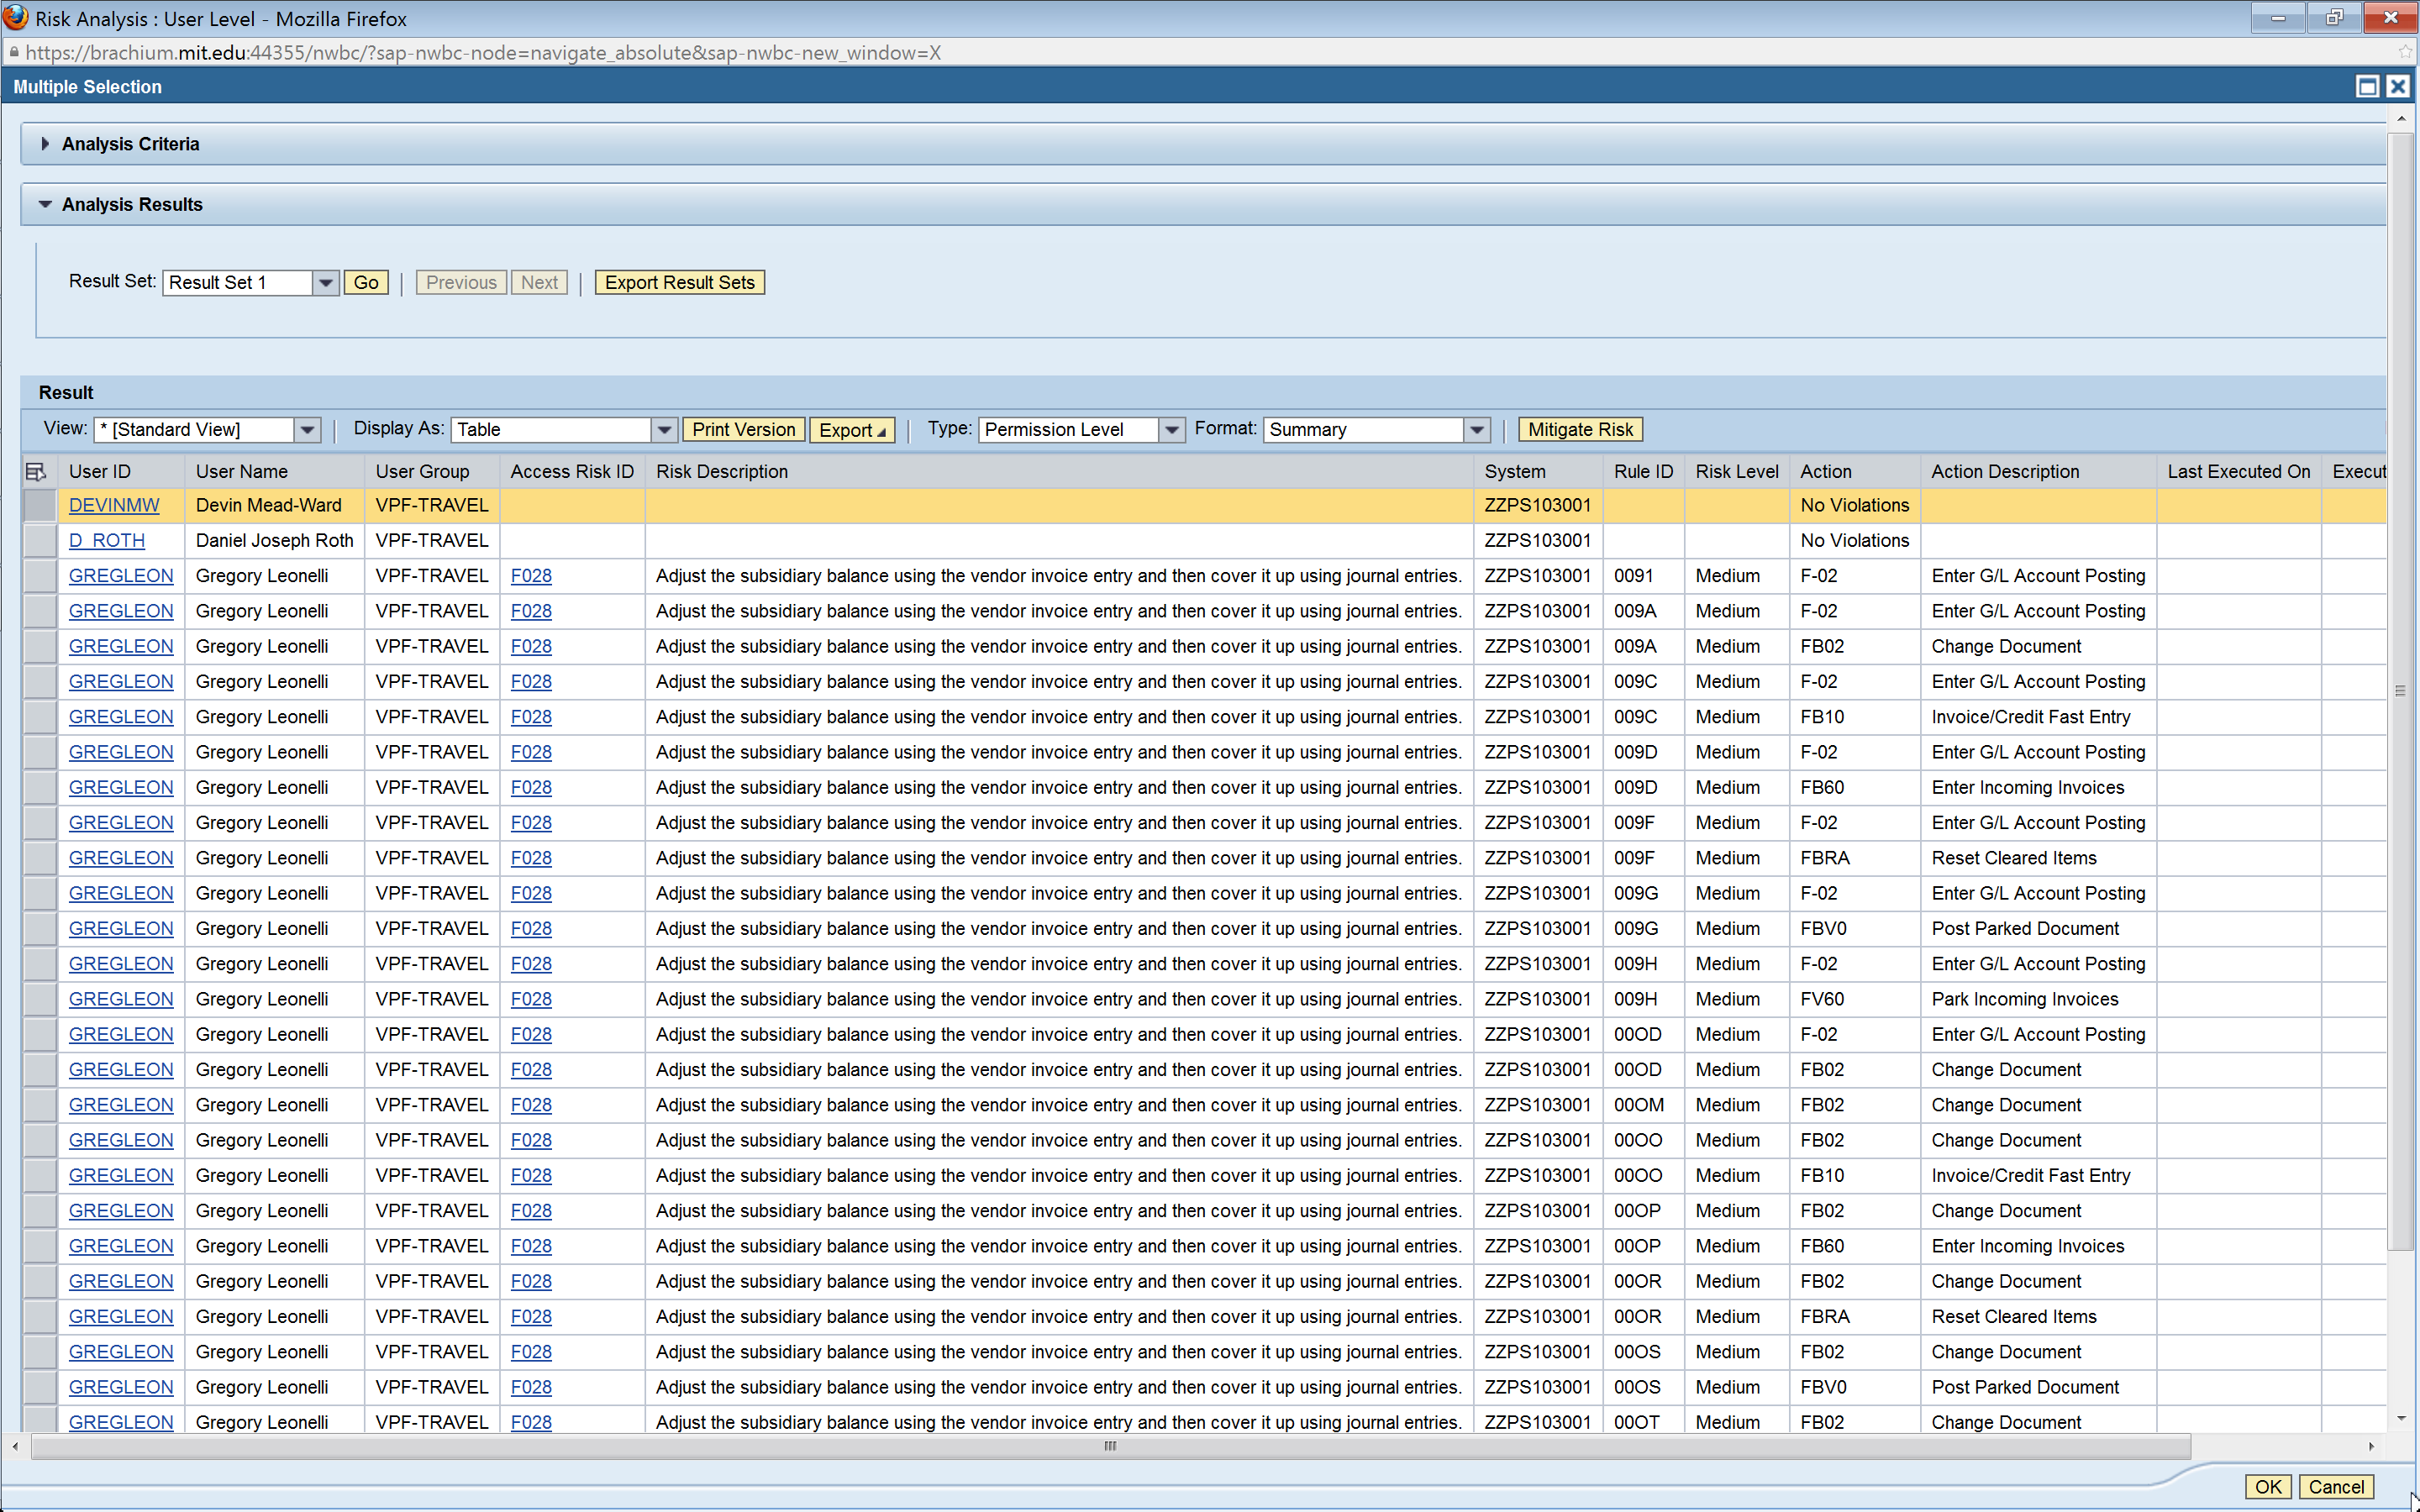 Risk Analysis : User Level - Mozilla Firefox
https://brachium.mit.edu:44355/nwbc/?sap-nwbc-node=navigate_absolute&sap-nwbc-new_window=X
Multiple Selection
Analysis Criteria
Analysis Results
Result Set: Result Set 1 Go Previous Next Export Result Sets
Result
View: * [Standard View] Display As: Table Print Version Export Type: Permission Level Format: Summary Mitigate Risk
User ID User Name User Group Access Risk ID Risk Description System Rule ID Risk Level Action Action Description Last Executed On Execut
DEVINMW Devin Mead-Ward VPF-TRAVEL ZZPS103001 No Violations
D_ROTH Daniel Joseph Roth VPF-TRAVEL ZZPS103001 No Violations
GREGLEON Gregory Leonelli VPF-TRAVEL F028 Adjust the subsidiary balance using the vendor invoice entry and then cover it up using journal entries. ZZPS103001 0091 Medium F-02 Enter G/L Account Posting
GREGLEON Gregory Leonelli VPF-TRAVEL F028 Adjust the subsidiary balance using the vendor invoice entry and then cover it up using journal entries. ZZPS103001 009A Medium F-02 Enter G/L Account Posting
GREGLEON Gregory Leonelli VPF-TRAVEL F028 Adjust the subsidiary balance using the vendor invoice entry and then cover it up using journal entries. ZZPS103001 009A Medium FB02 Change Document
GREGLEON Gregory Leonelli VPF-TRAVEL F028 Adjust the subsidiary balance using the vendor invoice entry and then cover it up using journal entries. ZZPS103001 009C Medium F-02 Enter G/L Account Posting
GREGLEON Gregory Leonelli VPF-TRAVEL F028 Adjust the subsidiary balance using the vendor invoice entry and then cover it up using journal entries. ZZPS103001 009C Medium FB10 Invoice/Credit Fast Entry
GREGLEON Gregory Leonelli VPF-TRAVEL F028 Adjust the subsidiary balance using the vendor invoice entry and then cover it up using journal entries. ZZPS103001 009D Medium F-02 Enter G/L Account Posting
GREGLEON Gregory Leonelli VPF-TRAVEL F028 Adjust the subsidiary balance using the vendor invoice entry and then cover it up using journal entries. ZZPS103001 009D Medium FB60 Enter Incoming Invoices
GREGLEON Gregory Leonelli VPF-TRAVEL F028 Adjust the subsidiary balance using the vendor invoice entry and then cover it up using journal entries. ZZPS103001 009F Medium F-02 Enter G/L Account Posting
GREGLEON Gregory Leonelli VPF-TRAVEL F028 Adjust the subsidiary balance using the vendor invoice entry and then cover it up using journal entries. ZZPS103001 009F Medium FBRA Reset Cleared Items
GREGLEON Gregory Leonelli VPF-TRAVEL F028 Adjust the subsidiary balance using the vendor invoice entry and then cover it up using journal entries. ZZPS103001 009G Medium F-02 Enter G/L Account Posting
GREGLEON Gregory Leonelli VPF-TRAVEL F028 Adjust the subsidiary balance using the vendor invoice entry and then cover it up using journal entries. ZZPS103001 009G Medium FBV0 Post Parked Document
GREGLEON Gregory Leonelli VPF-TRAVEL F028 Adjust the subsidiary balance using the vendor invoice entry and then cover it up using journal entries. ZZPS103001 009H Medium F-02 Enter G/L Account Posting
GREGLEON Gregory Leonelli VPF-TRAVEL F028 Adjust the subsidiary balance using the vendor invoice entry and then cover it up using journal entries. ZZPS103001 009H Medium FV60 Park Incoming Invoices
GREGLEON Gregory Leonelli VPF-TRAVEL F028 Adjust the subsidiary balance using the vendor invoice entry and then cover it up using journal entries. ZZPS103001 00OD Medium F-02 Enter G/L Account Posting
GREGLEON Gregory Leonelli VPF-TRAVEL F028 Adjust the subsidiary balance using the vendor invoice entry and then cover it up using journal entries. ZZPS103001 00OD Medium FB02 Change Document
GREGLEON Gregory Leonelli VPF-TRAVEL F028 Adjust the subsidiary balance using the vendor invoice entry and then cover it up using journal entries. ZZPS103001 00OM Medium FB02 Change Document
GREGLEON Gregory Leonelli VPF-TRAVEL F028 Adjust the subsidiary balance using the vendor invoice entry and then cover it up using journal entries. ZZPS103001 00OO Medium FB02 Change Document
GREGLEON Gregory Leonelli VPF-TRAVEL F028 Adjust the subsidiary balance using the vendor invoice entry and then cover it up using journal entries. ZZPS103001 00OO Medium FB10 Invoice/Credit Fast Entry
GREGLEON Gregory Leonelli VPF-TRAVEL F028 Adjust the subsidiary balance using the vendor invoice entry and then cover it up using journal entries. ZZPS103001 00OP Medium FB02 Change Document
GREGLEON Gregory Leonelli VPF-TRAVEL F028 Adjust the subsidiary balance using the vendor invoice entry and then cover it up using journal entries. ZZPS103001 00OP Medium FB60 Enter Incoming Invoices
GREGLEON Gregory Leonelli VPF-TRAVEL F028 Adjust the subsidiary balance using the vendor invoice entry and then cover it up using journal entries. ZZPS103001 00OR Medium FB02 Change Document
GREGLEON Gregory Leonelli VPF-TRAVEL F028 Adjust the subsidiary balance using the vendor invoice entry and then cover it up using journal entries. ZZPS103001 00OR Medium FBRA Reset Cleared Items
GREGLEON Gregory Leonelli VPF-TRAVEL F028 Adjust the subsidiary balance using the vendor invoice entry and then cover it up using journal entries. ZZPS103001 00OS Medium FB02 Change Document
GREGLEON Gregory Leonelli VPF-TRAVEL F028 Adjust the subsidiary balance using the vendor invoice entry and then cover it up using journal entries. ZZPS103001 00OS Medium FBV0 Post Parked Document
GREGLEON Gregory Leonelli VPF-TRAVEL F028 Adjust the subsidiary balance using the vendor invoice entry and then cover it up using journal entries. ZZPS103001 00OT Medium FB02 Change Document
OK Cancel